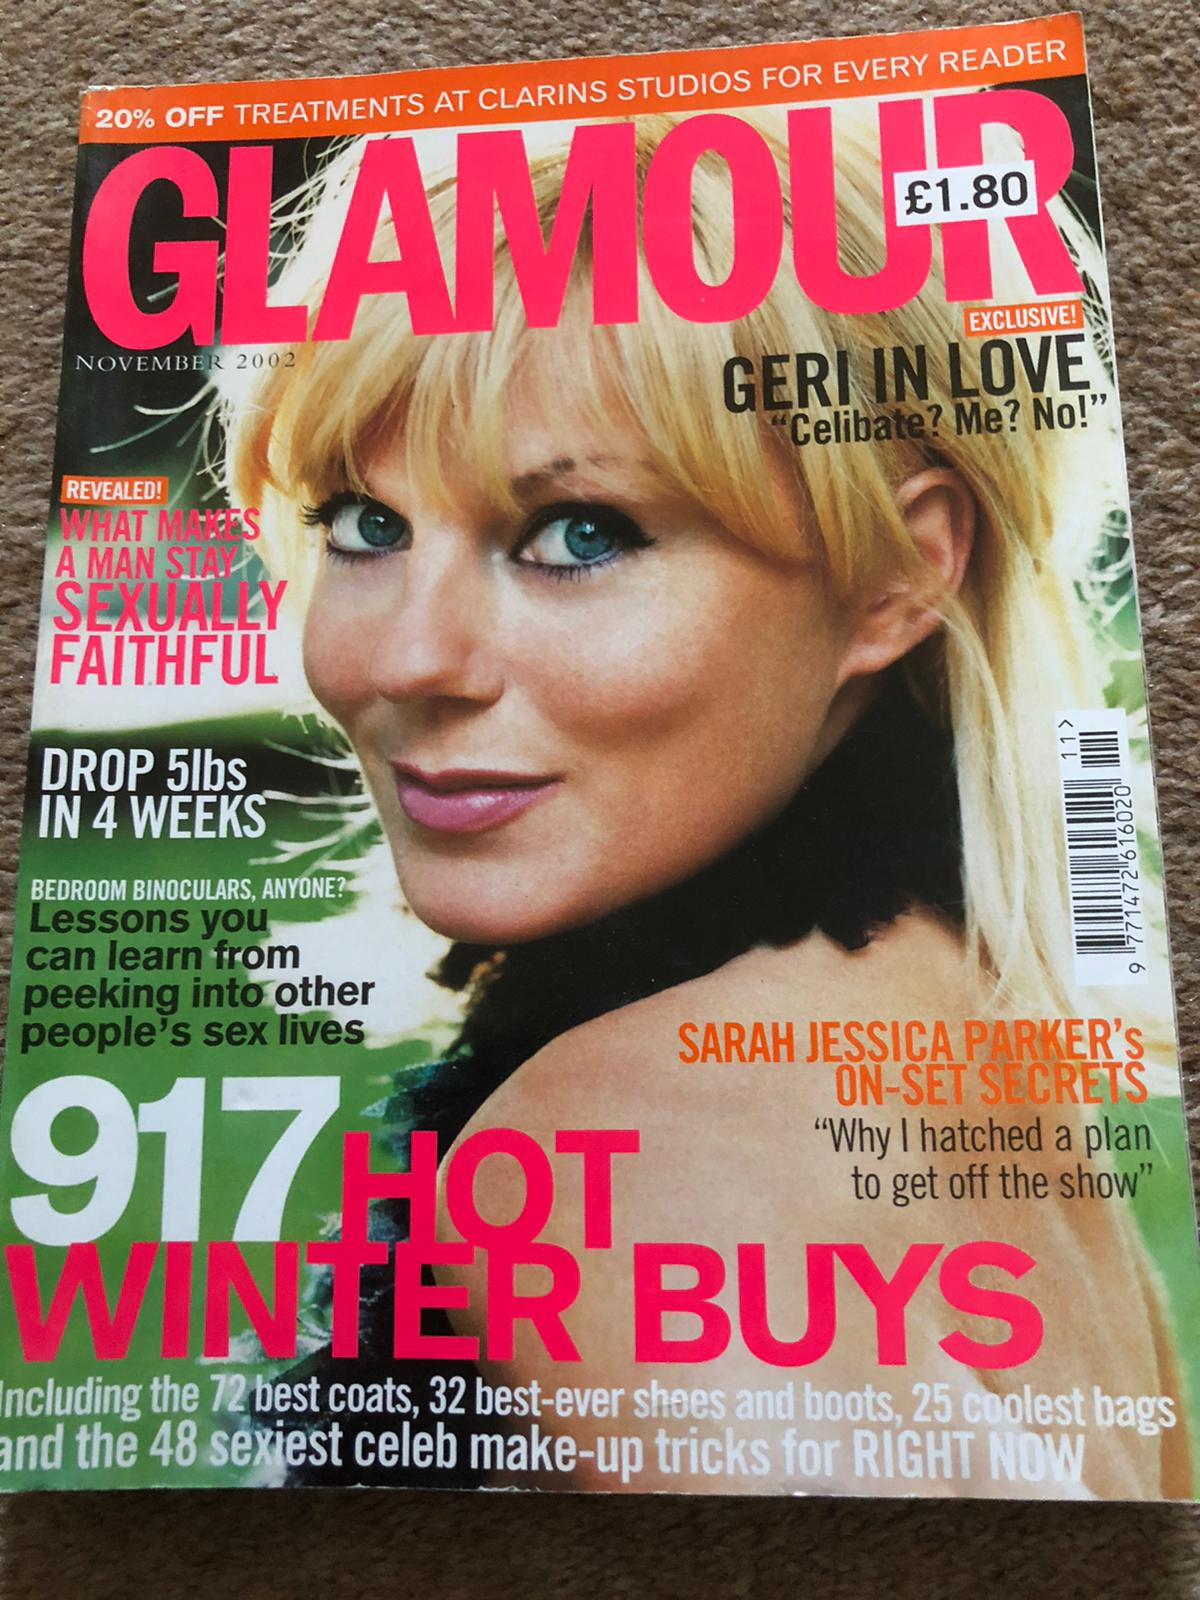 20% OFF TREATMENTS AT CLARINS STUDIOS FOR EVERY READER
GLAMOUR
£1.80
NOVEMBER 2002
EXCLUSIVE!
GERI IN LOVE
“Celibate? Me? No!”
REVEALED!
WHAT MAKES
A MAN STAY
SEXUALLY
FAITHFUL
DROP 5lbs
IN 4 WEEKS
BEDROOM BINOCULARS, ANYONE?
Lessons you
can learn from
peeking into other
people's sex lives
11>
9 771472 616020
SARAH JESSICA PARKER's
ON-SET SECRETS
“Why I hatched a plan
to get off the show”
917 HOT
WINTER BUYS
Including the 72 best coats, 32 best-ever shoes and boots, 25 coolest bags
and the 48 sexiest celeb make-up tricks for RIGHT NOW